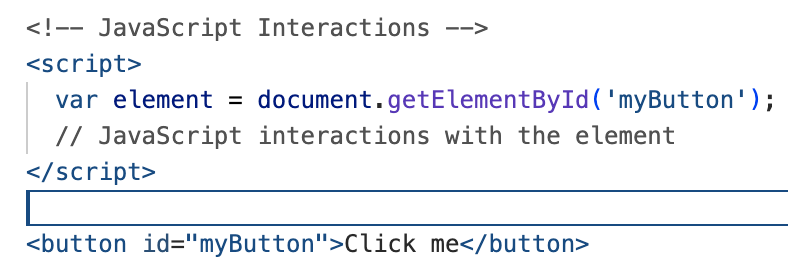 <!-- JavaScript Interactions -->
<script>
  var element = document.getElementById('myButton');
  // JavaScript interactions with the element
</script>

<button id="myButton">Click me</button>